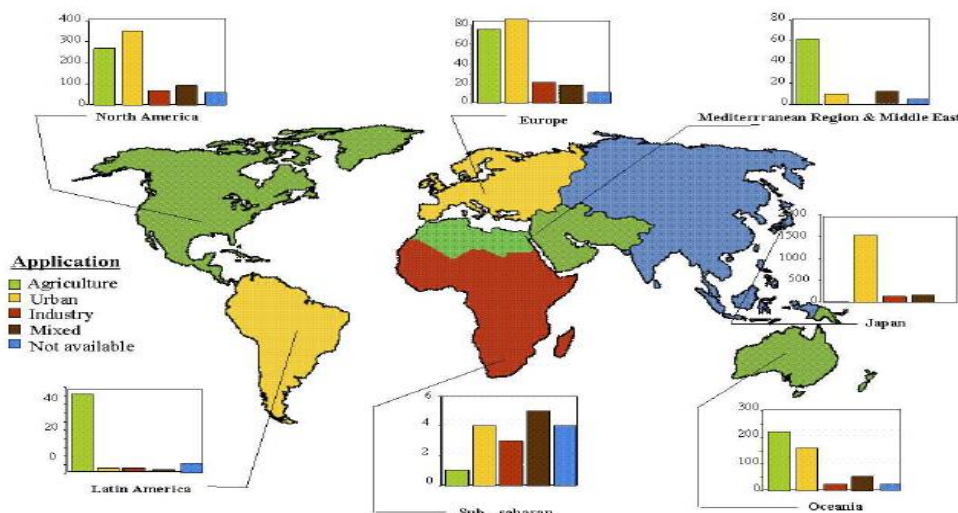 400
300
200
100
0
North America
80
60
40
20
0
Europe
80
60
40
20
0
Mediterrranean Region & Middle East
Application
Agriculture
Urban
Industry
Mixed
Not available
1500
500
0
Japan
40
20
0
Latin America
6
4
2
0
Sub - saharan
300
200
100
0
Oceania